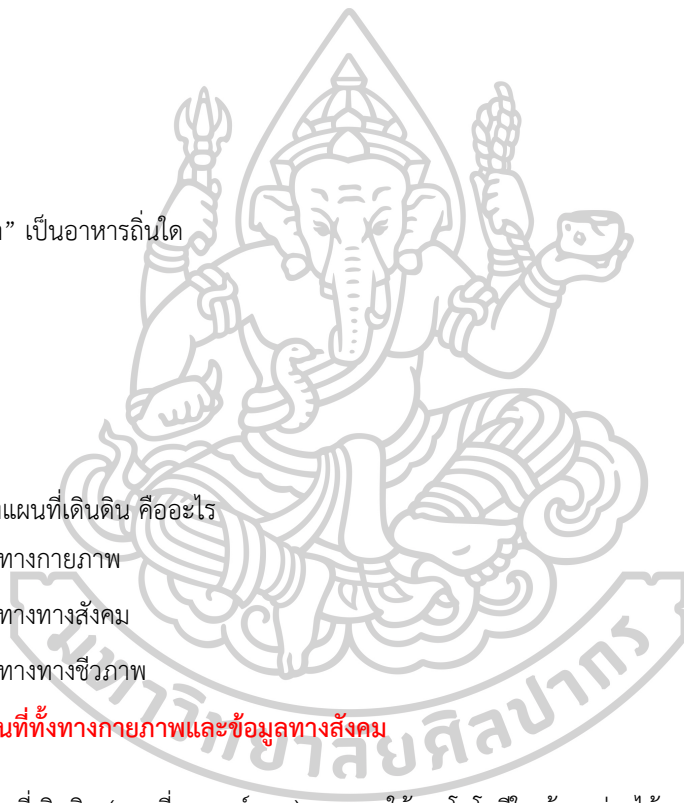 ” เป็นอาหารถิ่นใด
แผนที่เดินดิน คืออะไร
ทางกายภาพ
ทางทางสังคม
ทางทางชีวภาพ
ที่ทั้งทางกายภาพและข้อมูลทางสังคม
มหาวิทยาลัยศิลปากร